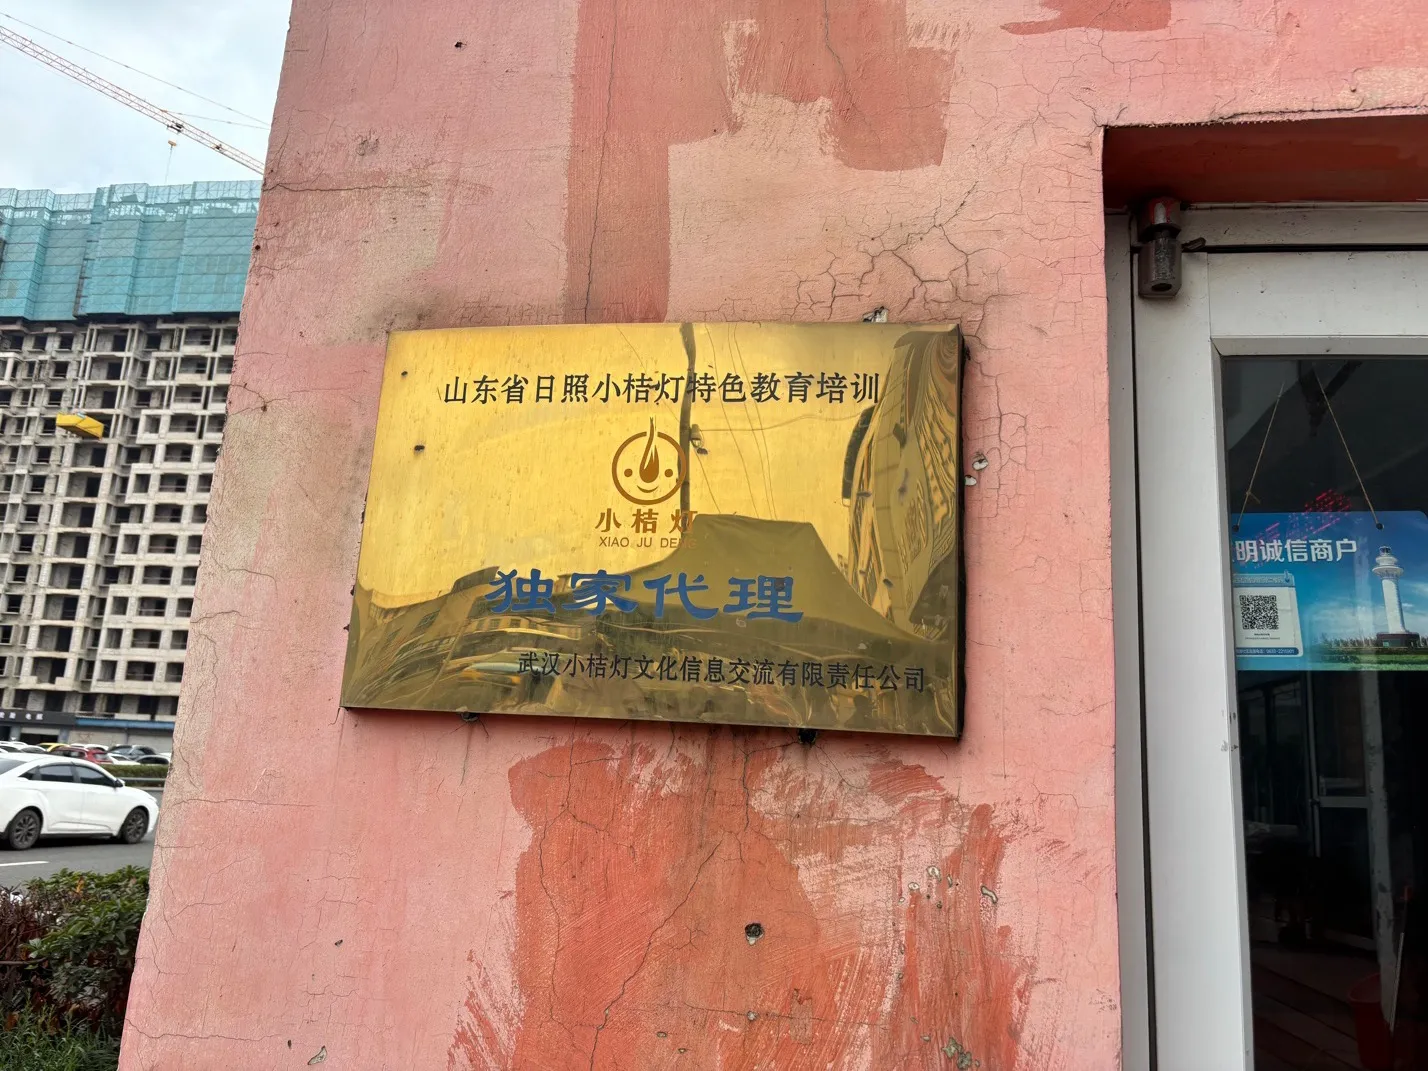 山东省日照小桔灯特色教育培训
小桔灯
XIAO JU DENG
独家代理
武汉小桔灯文化信息交流有限责任公司
明诚信商户